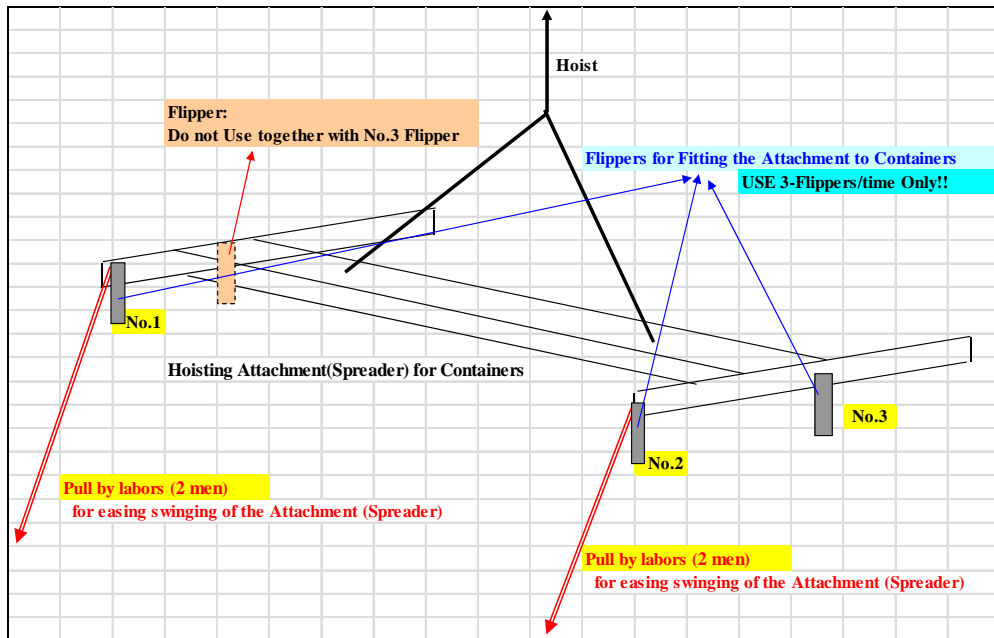 Hoist
Flipper:
Do not Use together with No.3 Flipper
Flippers for Fitting the Attachment to Containers
USE 3-Flippers/time Only!!
No.1
Hoisting Attachment(Spreader) for Containers
No.3
No.2
Pull by labors (2 men)
for easing swinging of the Attachment (Spreader)
Pull by labors (2 men)
for easing swinging of the Attachment (Spreader)